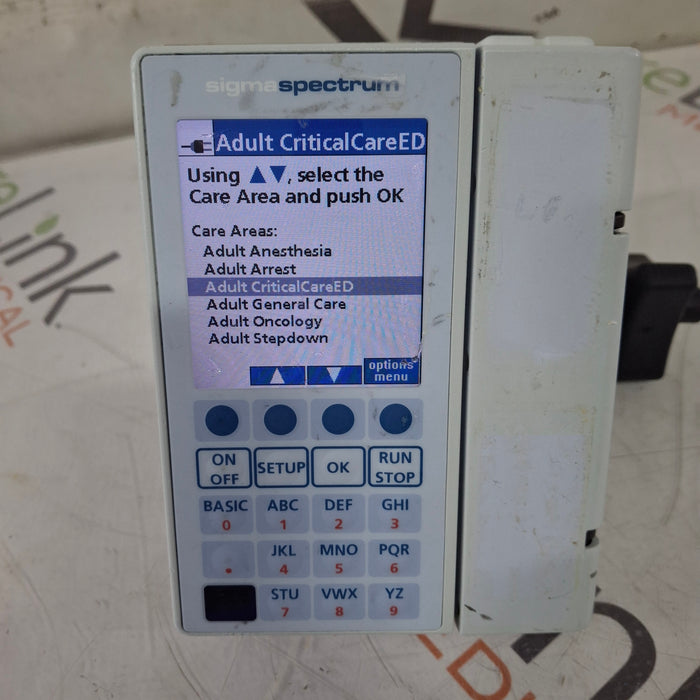 sigmaspectrum
Adult CriticalCareED
Using ▲▼, select the
Care Area and push OK
Care Areas:
Adult Anesthesia
Adult Arrest
Adult CriticalCareED
Adult General Care
Adult Oncology
Adult Stepdown
options
menu
ON
OFF
SETUP
OK
RUN
STOP
BASIC
0
ABC
1
DEF
2
GHI
3
.
JKL
4
MNO
5
PQR
6
STU
7
VWX
8
YZ
9